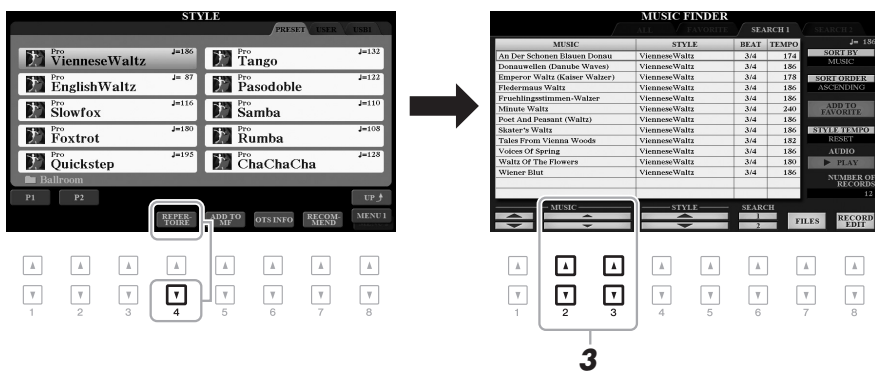 STYLE
PRESET USER USB1
Pro ♩=186
VienneseWaltz
Pro ♩=132
Tango
Pro ♩= 87
EnglishWaltz
Pro ♩=122
Pasodoble
Pro ♩=116
Slowfox
Pro ♩=110
Samba
Pro ♩=180
Foxtrot
Pro ♩=108
Rumba
Pro ♩=195
Quickstep
Pro ♩=128
ChaChaCha
Ballroom
P1 P2 UP
REPER-
TOIRE
ADD TO
MF
OTS INFO
RECOM-
MEND
MENU 1
1 2 3 4 5 6 7 8
MUSIC FINDER
ALL FAVORITE SEARCH 1 SEARCH 2
MUSIC STYLE BEAT TEMPO
An Der Schonen Blauen Donau VienneseWaltz 3/4 174
Donauwellen (Danube Waves) VienneseWaltz 3/4 186
Emperor Waltz (Kaiser Walzer) VienneseWaltz 3/4 178
Fledermaus Waltz VienneseWaltz 3/4 186
Fruehlingsstimmen-Walzer VienneseWaltz 3/4 186
Minute Waltz VienneseWaltz 3/4 240
Poet And Peasant (Waltz) VienneseWaltz 3/4 186
Skater's Waltz VienneseWaltz 3/4 186
Tales From Vienna Woods VienneseWaltz 3/4 182
Voices Of Spring VienneseWaltz 3/4 186
Waltz Of The Flowers VienneseWaltz 3/4 180
Wiener Blut VienneseWaltz 3/4 186
♩= 186
SORT BY
MUSIC
SORT ORDER
ASCENDING
ADD TO
FAVORITE
STYLE TEMPO
RESET
AUDIO
PLAY
NUMBER OF
RECORDS
12
MUSIC STYLE SEARCH
1
2
FILES
RECORD
EDIT
1 2 3 4 5 6 7 8
3